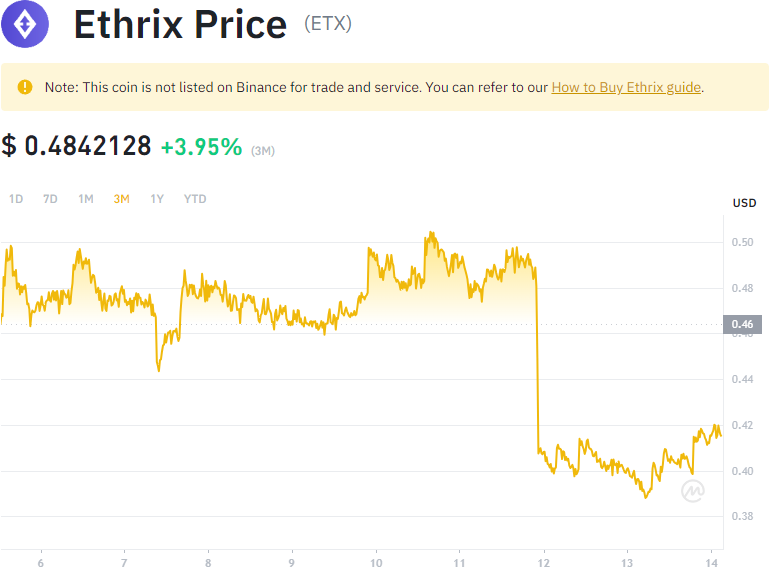 Ethrix Price (ETX)
Note: This coin is not listed on Binance for trade and service. You can refer to our How to Buy Ethrix guide.
$ 0.4842128 +3.95% (3M)
1D 7D 1M 3M 1Y YTD
USD
0.50
0.48
0.46
0.46
0.44
0.42
0.40
0.38
6 7 8 9 10 11 12 13 14